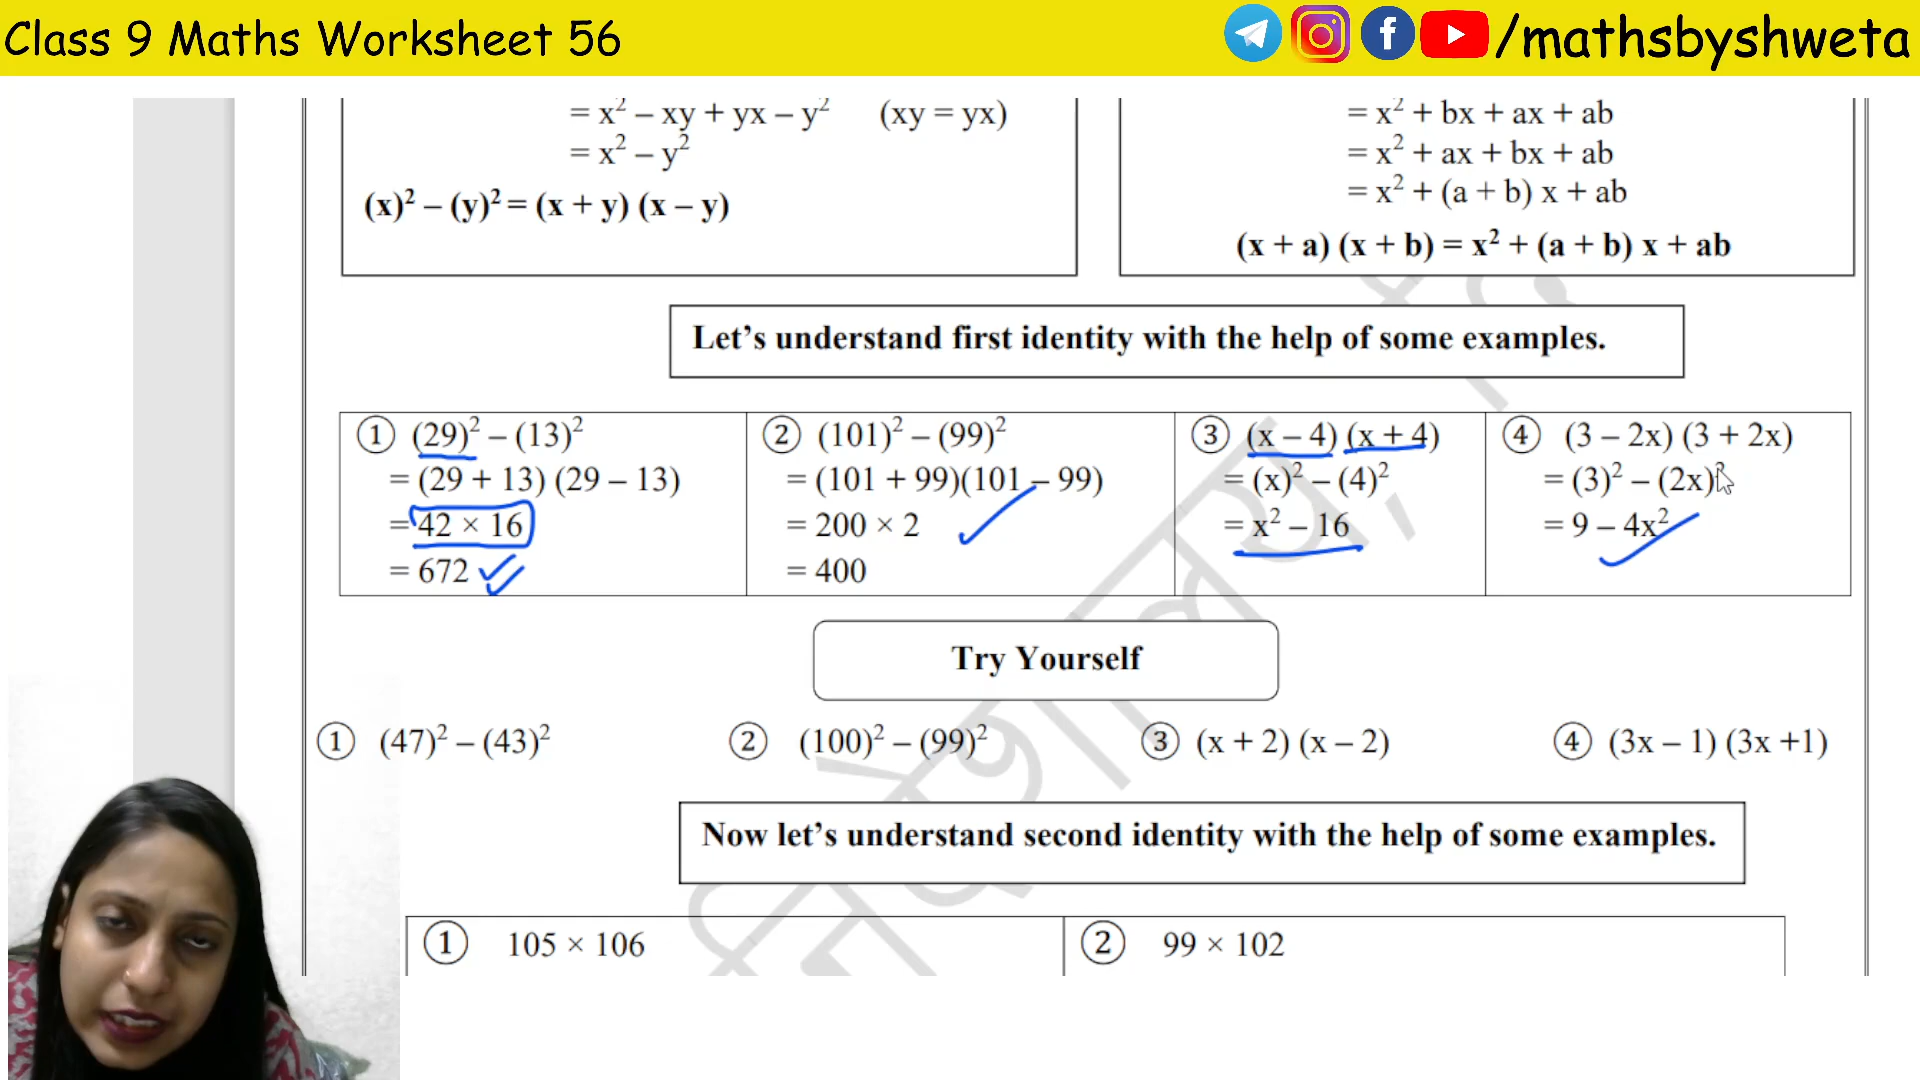 Class 9 Maths Worksheet 56
/mathsbyshweta
= x² – xy + yx – y² (xy = yx)
= x² – y²
(x)² – (y)² = (x + y) (x – y)
= x² + bx + ax + ab
= x² + ax + bx + ab
= x² + (a + b) x + ab
(x + a) (x + b) = x² + (a + b) x + ab
Let’s understand first identity with the help of some examples.
① (29)² – (13)²
= (29 + 13) (29 – 13)
= 42 × 16
= 672
② (101)² – (99)²
= (101 + 99)(101 – 99)
= 200 × 2
= 400
③ (x – 4) (x + 4)
= (x)² – (4)²
= x² – 16
④ (3 – 2x) (3 + 2x)
= (3)² – (2x)²
= 9 – 4x²
Try Yourself
① (47)² – (43)²
② (100)² – (99)²
③ (x + 2) (x – 2)
④ (3x – 1) (3x +1)
Now let’s understand second identity with the help of some examples.
① 105 × 106
② 99 × 102